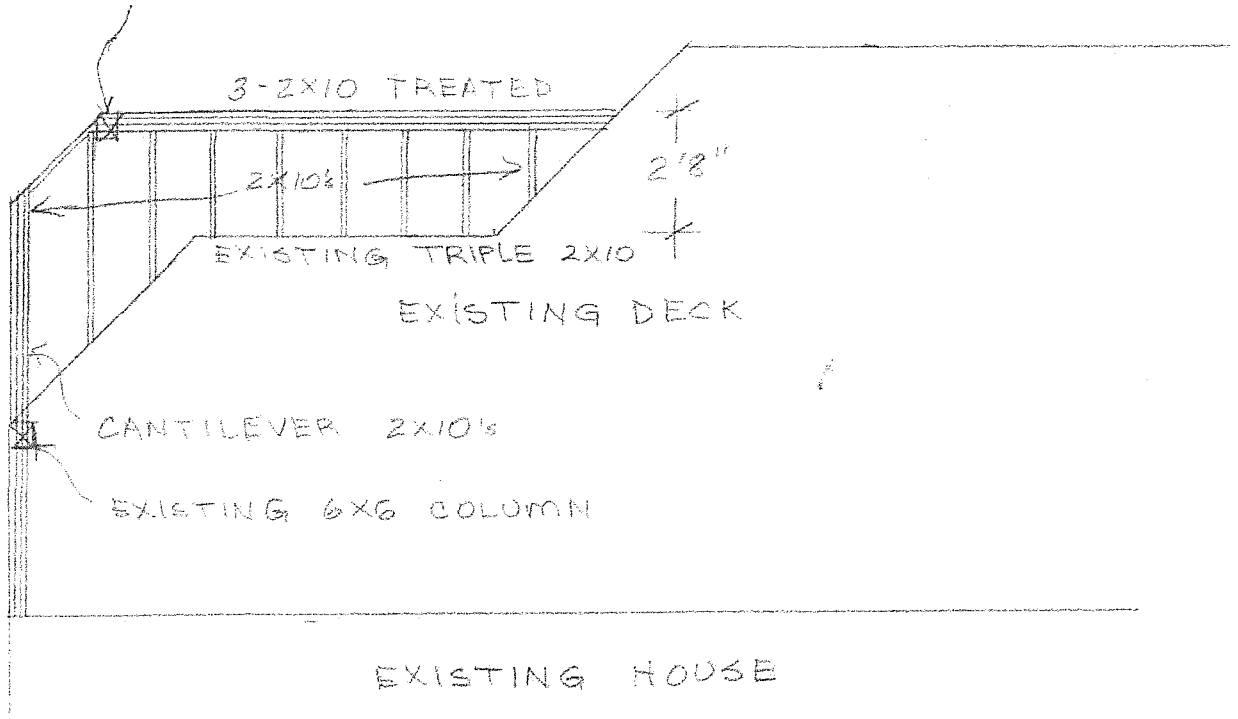 3-2X10 TREATED
2'8"
2X10's
EXISTING TRIPLE 2X10
EXISTING DECK
CANTILEVER 2X10's
EXISTING 6X6 COLUMN
EXISTING HOUSE